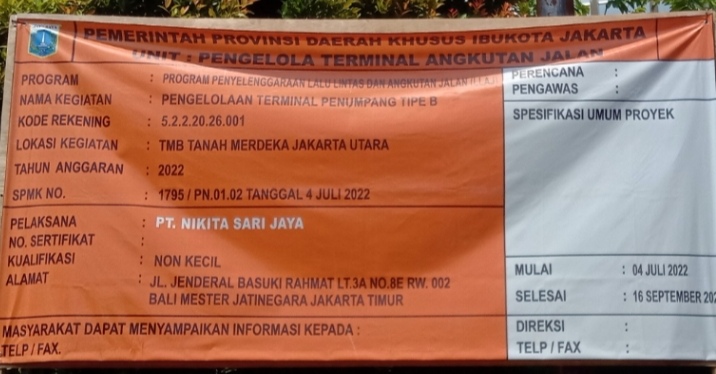 PEMERINTAH PROVINSI DAERAH KHUSUS IBUKOTA JAKARTA
UNIT : PENGELOLA TERMINAL ANGKUTAN JALAN
PROGRAM : PROGRAM PENYELENGGARAAN LALU LINTAS DAN ANGKUTAN JALAN (LLAJ)
NAMA KEGIATAN : PENGELOLAAN TERMINAL PENUMPANG TIPE B
KODE REKENING : 5.2.2.20.26.001
LOKASI KEGIATAN : TMB TANAH MERDEKA JAKARTA UTARA
TAHUN ANGGARAN : 2022
SPMK NO. : 1795 / PN.01.02 TANGGAL 4 JULI 2022
PELAKSANA : PT. NIKITA SARI JAYA
NO. SERTIFIKAT :
KUALIFIKASI : NON KECIL
ALAMAT : JL. JENDERAL BASUKI RAHMAT LT.3A NO.8E RW. 002
BALI MESTER JATINEGARA JAKARTA TIMUR
MASYARAKAT DAPAT MENYAMPAIKAN INFORMASI KEPADA :
TELP / FAX.
PERENCANA :
PENGAWAS :
SPESIFIKASI UMUM PROYEK
MULAI : 04 JULI 2022
SELESAI : 16 SEPTEMBER 202
DIREKSI :
TELP / FAX :